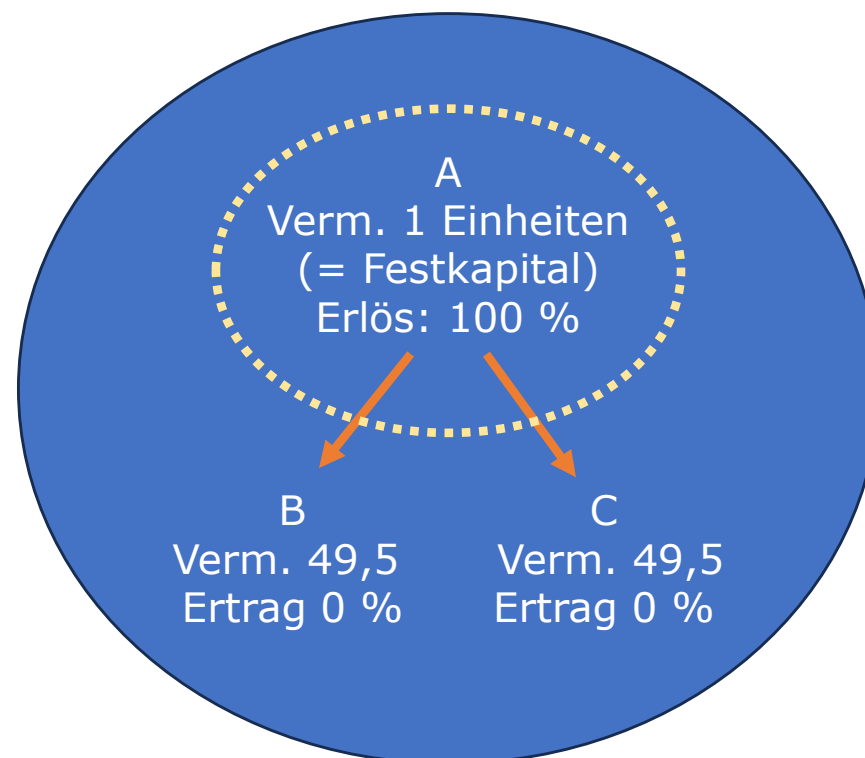 A
Verm. 1 Einheiten
(= Festkapital)
Erlös: 100 %
B
Verm. 49,5
Ertrag 0 %
C
Verm. 49,5
Ertrag 0 %